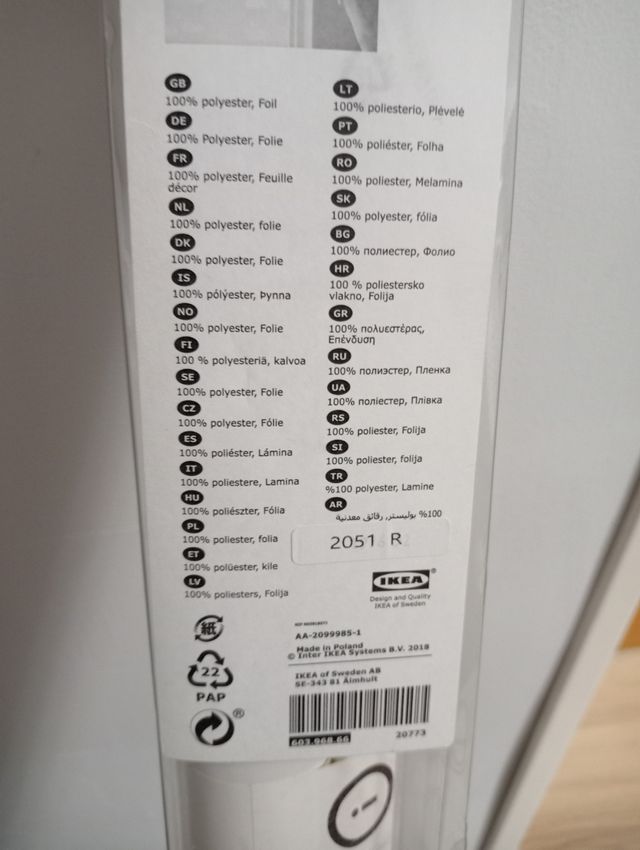 GB
100% polyester, Foil
DE
100% Polyester, Folie
FR
100% polyester, Feuille
décor
NL
100% polyester, folie
DK
100% polyester, Folie
IS
100% pólýester, Þynna
NO
100% polyester, Folie
FI
100 % polyesteriä, kalvoa
SE
100% polyester, Folie
CZ
100% polyester, Fólie
ES
100% poliéster, Lámina
IT
100% poliestere, Lamina
HU
100% poliészter, Fólia
PL
100% poliester, folia
ET
100% polüester, kile
LV
100% poliesters, Folija
LT
100% poliesterio, Plėvelė
PT
100% poliéster, Folha
RO
100% poliester, Melamina
SK
100% polyester, fólia
BG
100% полиестер, Фолио
HR
100 % poliestersko
vlakno, Folija
GR
100% πολυεστέρας,
Επένδυση
RU
100% полиэстер, Пленка
UA
100% поліестер, Плівка
RS
100% poliester, Folija
SI
100% poliester, folija
TR
%100 polyester, Lamine
AR
%100 بوليستر, رقائق معدنية
2051 R
IKEA®
Design and Quality
IKEA of Sweden
紙
22
PAP
®
AA-2099985-1
Made in Poland
© Inter IKEA Systems B.V. 2018
IKEA of Sweden AB
SE-343 81 Älmhult
603.968.66
20773